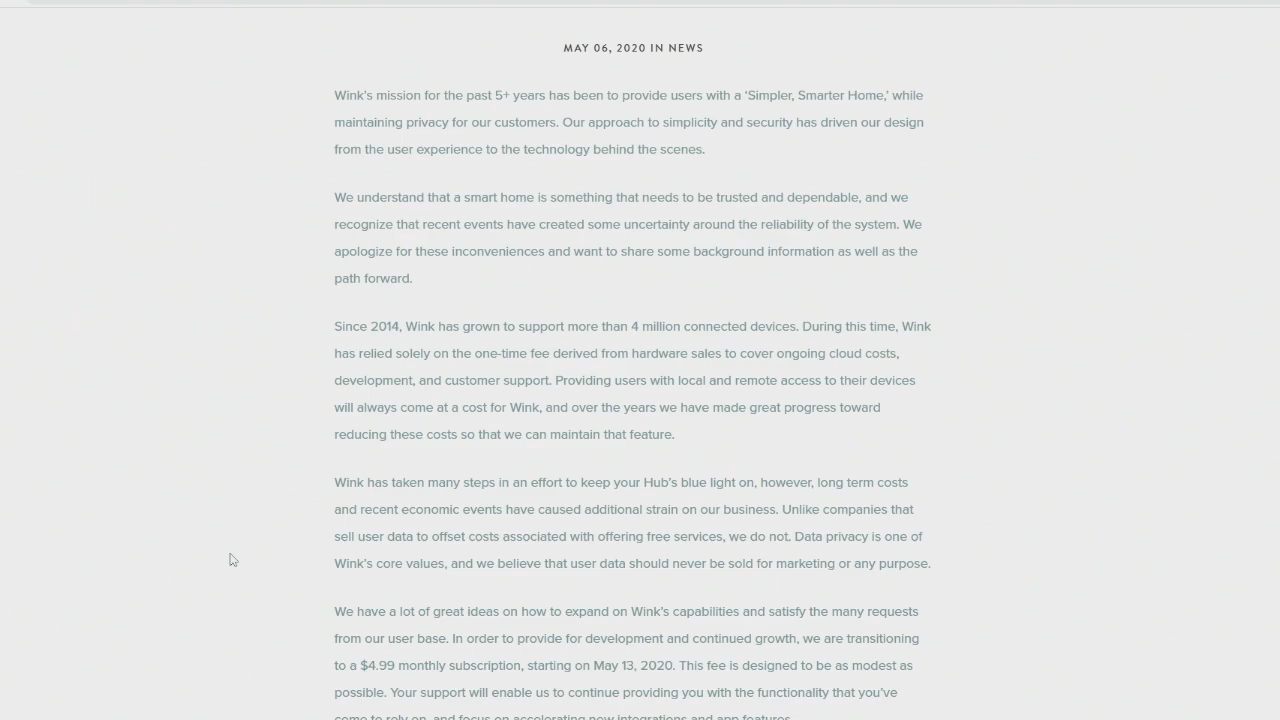 MAY 06, 2020 IN NEWS
Wink's mission for the past 5+ years has been to provide users with a ‘Simpler, Smarter Home,’ while
maintaining privacy for our customers. Our approach to simplicity and security has driven our design
from the user experience to the technology behind the scenes.
We understand that a smart home is something that needs to be trusted and dependable, and we
recognize that recent events have created some uncertainty around the reliability of the system. We
apologize for these inconveniences and want to share some background information as well as the
path forward.
Since 2014, Wink has grown to support more than 4 million connected devices. During this time, Wink
has relied solely on the one-time fee derived from hardware sales to cover ongoing cloud costs,
development, and customer support. Providing users with local and remote access to their devices
will always come at a cost for Wink, and over the years we have made great progress toward
reducing these costs so that we can maintain that feature.
Wink has taken many steps in an effort to keep your Hub's blue light on, however, long term costs
and recent economic events have caused additional strain on our business. Unlike companies that
sell user data to offset costs associated with offering free services, we do not. Data privacy is one of
Wink's core values, and we believe that user data should never be sold for marketing or any purpose.
We have a lot of great ideas on how to expand on Wink's capabilities and satisfy the many requests
from our user base. In order to provide for development and continued growth, we are transitioning
to a $4.99 monthly subscription, starting on May 13, 2020. This fee is designed to be as modest as
possible. Your support will enable us to continue providing you with the functionality that you've
come to rely on, and focus on accelerating new integrations and app features.